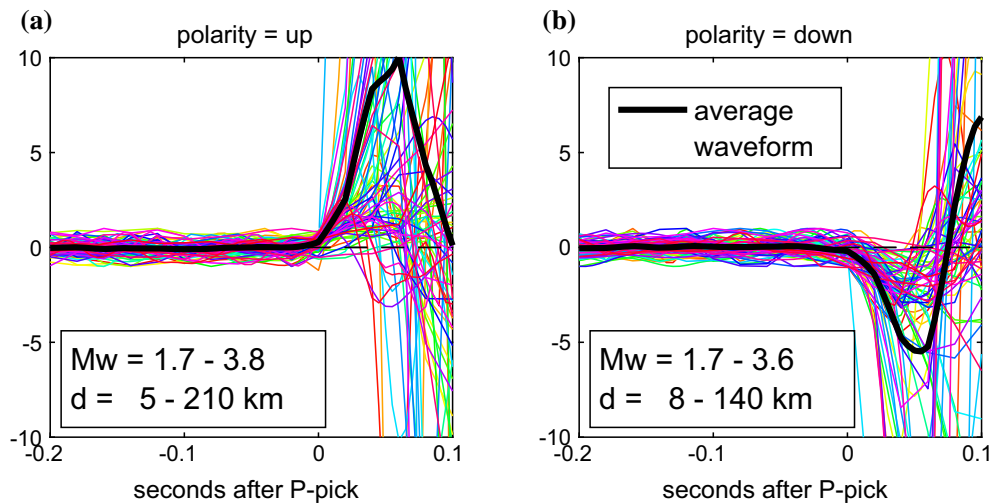 (a)
polarity = up
10
5
0
-5
-10
-0.2
-0.1
0
0.1
seconds after P-pick
Mw = 1.7 - 3.8
d = 5 - 210 km
(b)
polarity = down
10
5
0
-5
-10
-0.2
-0.1
0
0.1
seconds after P-pick
average
waveform
Mw = 1.7 - 3.6
d = 8 - 140 km